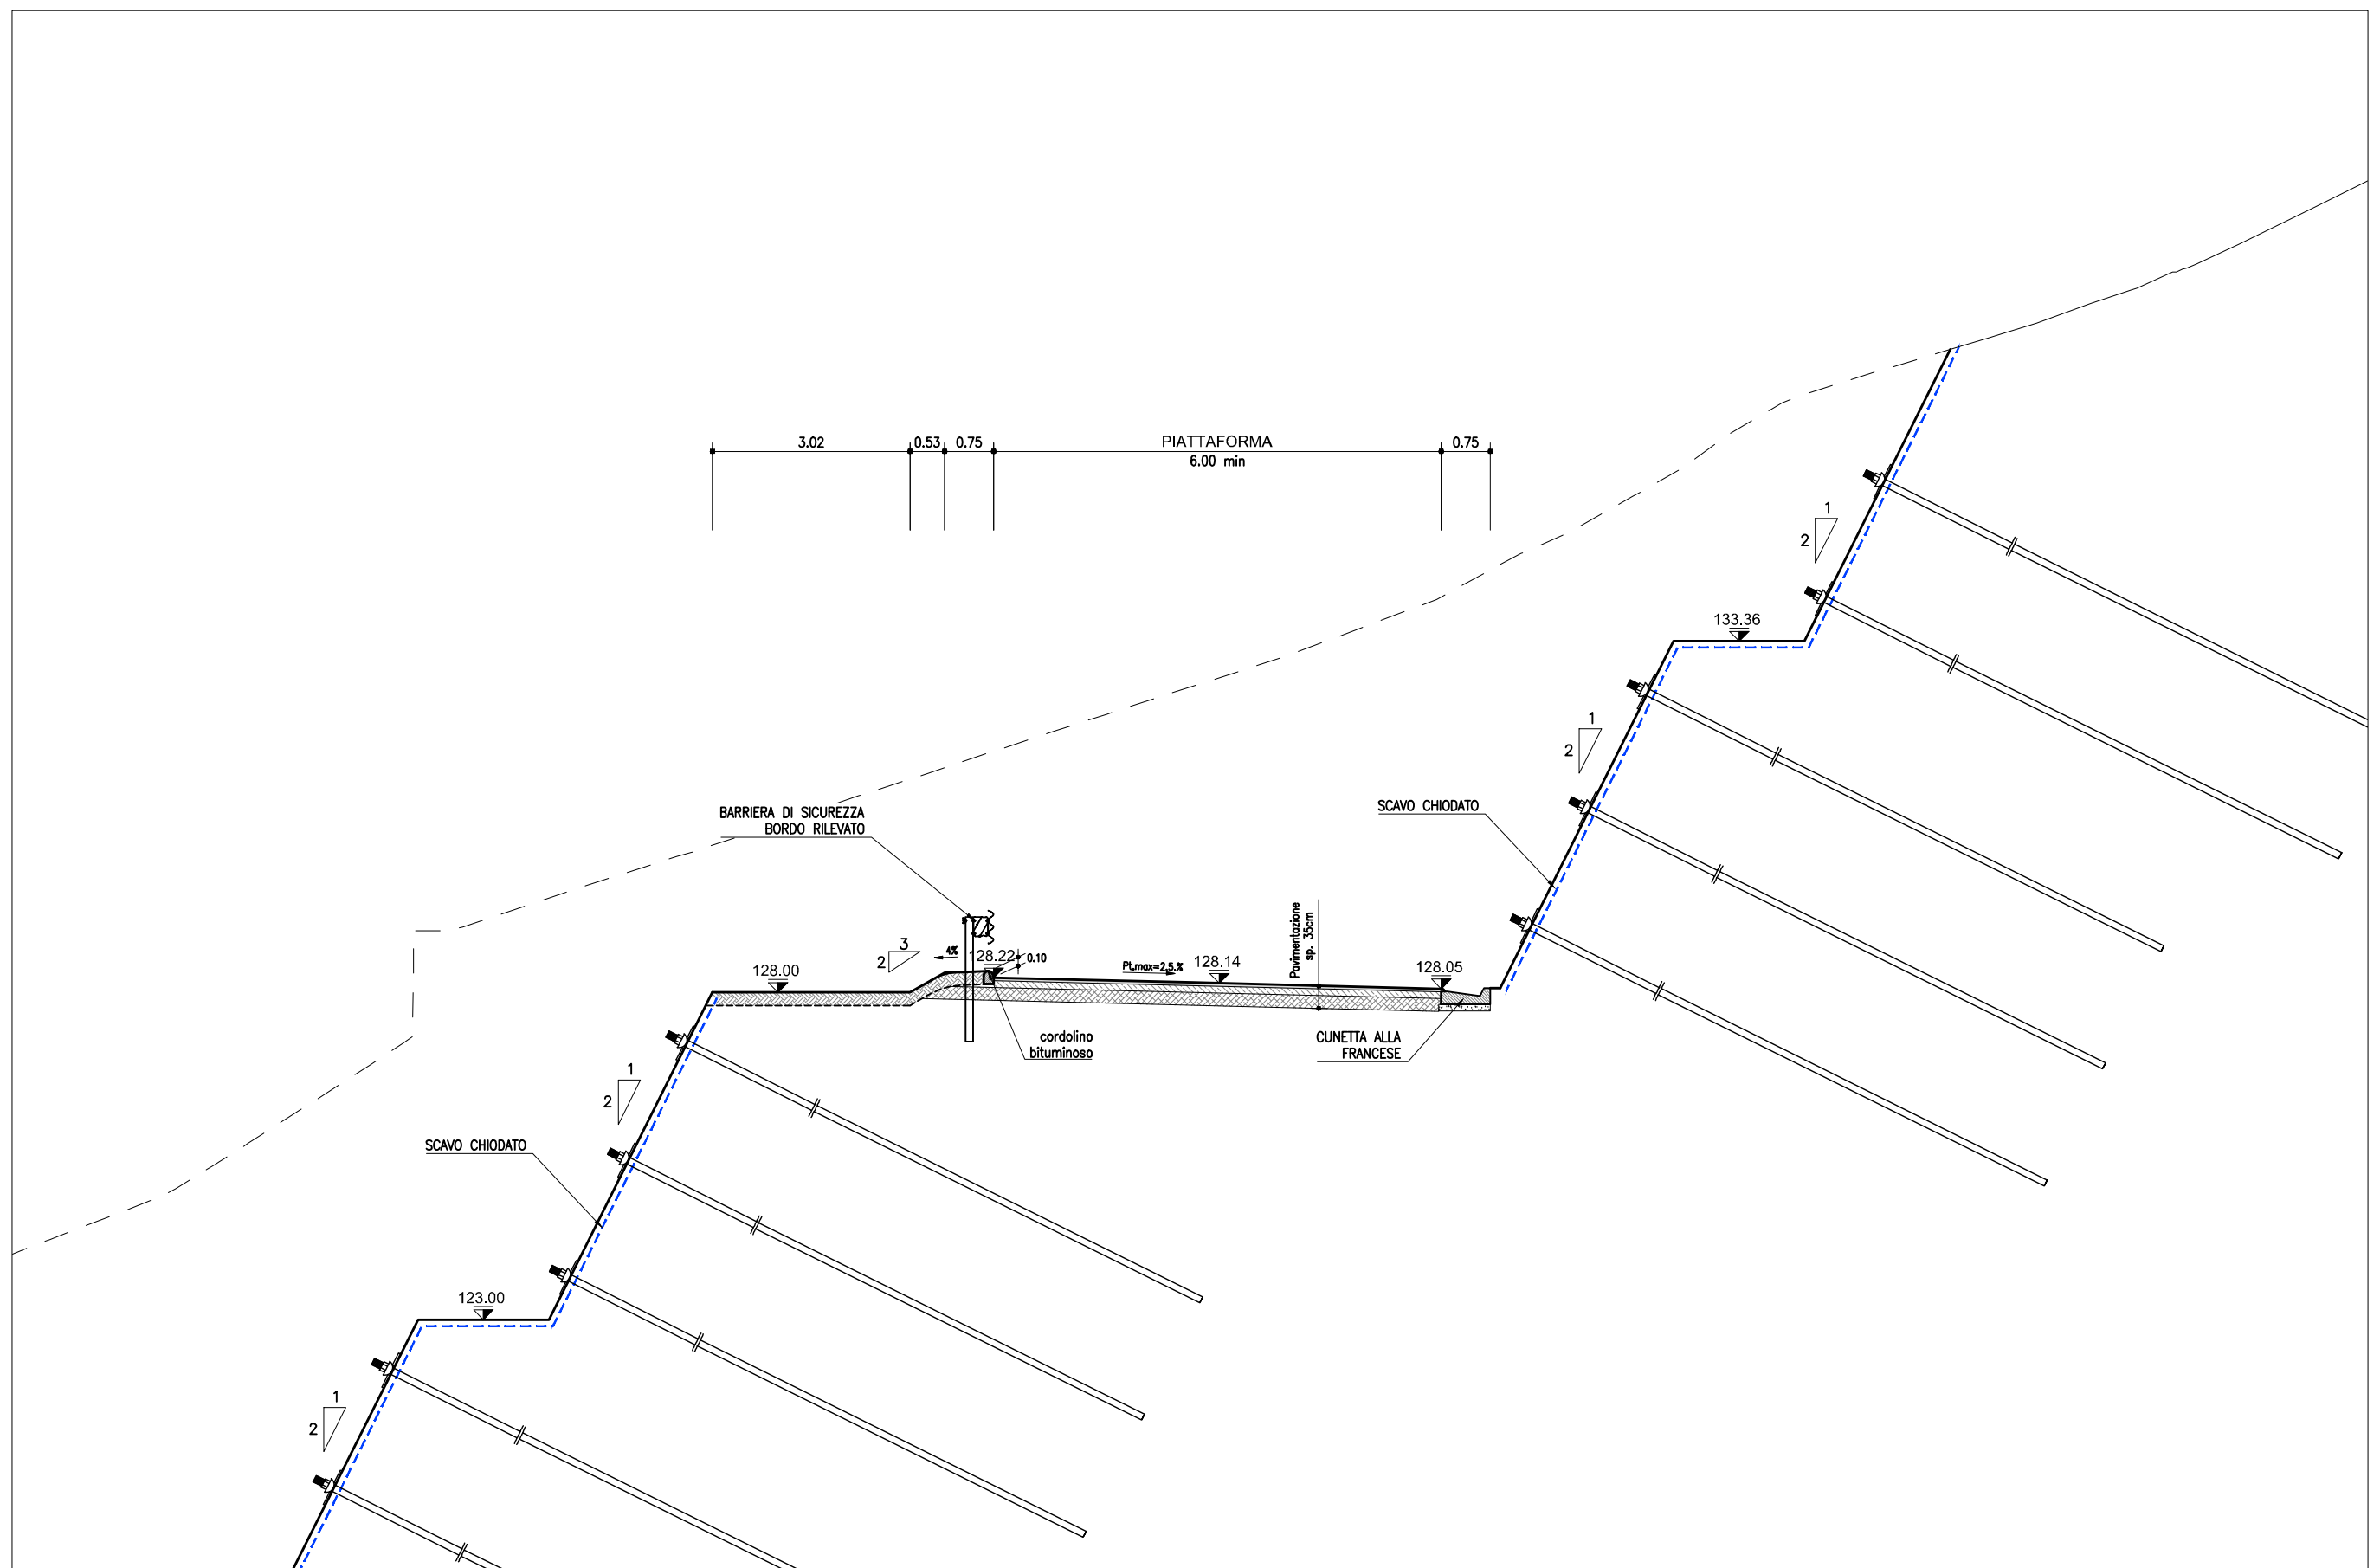 3.02
0.53
0.75
PIATTAFORMA
0.75
6.00 min
1
2
133.36
1
2
SCAVO CHIODATO
BARRIERA DI SICUREZZA
BORDO RILEVATO
3
2
4%
128.22
0.10
128.00
Pt,max=2,5.%
128.14
Pavimentazione
sp. 35cm
128.05
cordolino
bituminoso
CUNETTA ALLA
FRANCESE
1
2
SCAVO CHIODATO
123.00
1
2